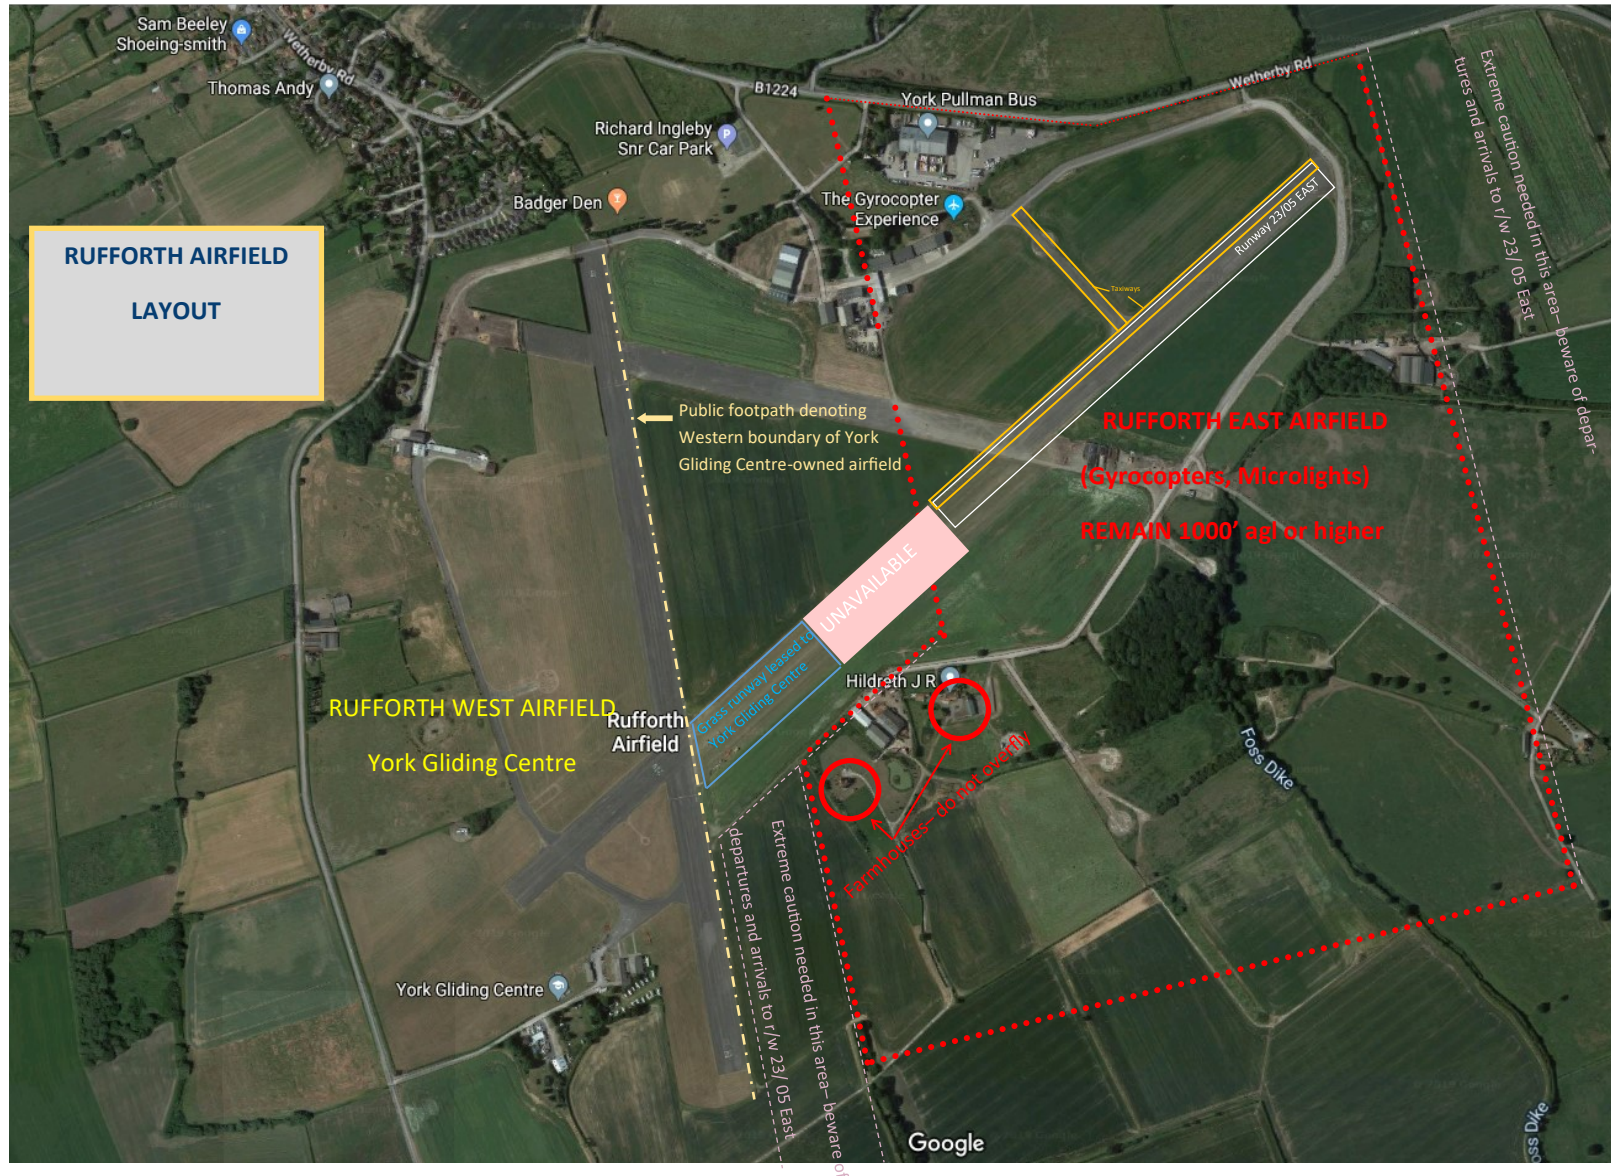 Sam Beeley
Shoeing-smith
Wetherby Rd
Thomas Andy
B1224
Wetherby Rd
York Pullman Bus
Richard Ingleby
Snr Car Park
Badger Den
The Gyrocopter
Experience
RUFFORTH AIRFIELD
LAYOUT
Runway 23/05 EAST
Taxiways
Extreme caution needed in this area– beware of depar-
tures and arrivals to r/w 23/ 05 East
Public footpath denoting
Western boundary of York
Gliding Centre-owned airfield
RUFFORTH EAST AIRFIELD
(Gyrocopters, Microlights)
REMAIN 1000’ agl or higher
UNAVAILABLE
Grass runway leased to
York Gliding Centre
Hildreth J R
RUFFORTH WEST AIRFIELD
York Gliding Centre
Rufforth
Airfield
Foss Dike
Farmhouses– do not overfly
Extreme caution needed in this area– beware of
departures and arrivals to r/w 23/ 05 East
York Gliding Centre
Google
oss Dike